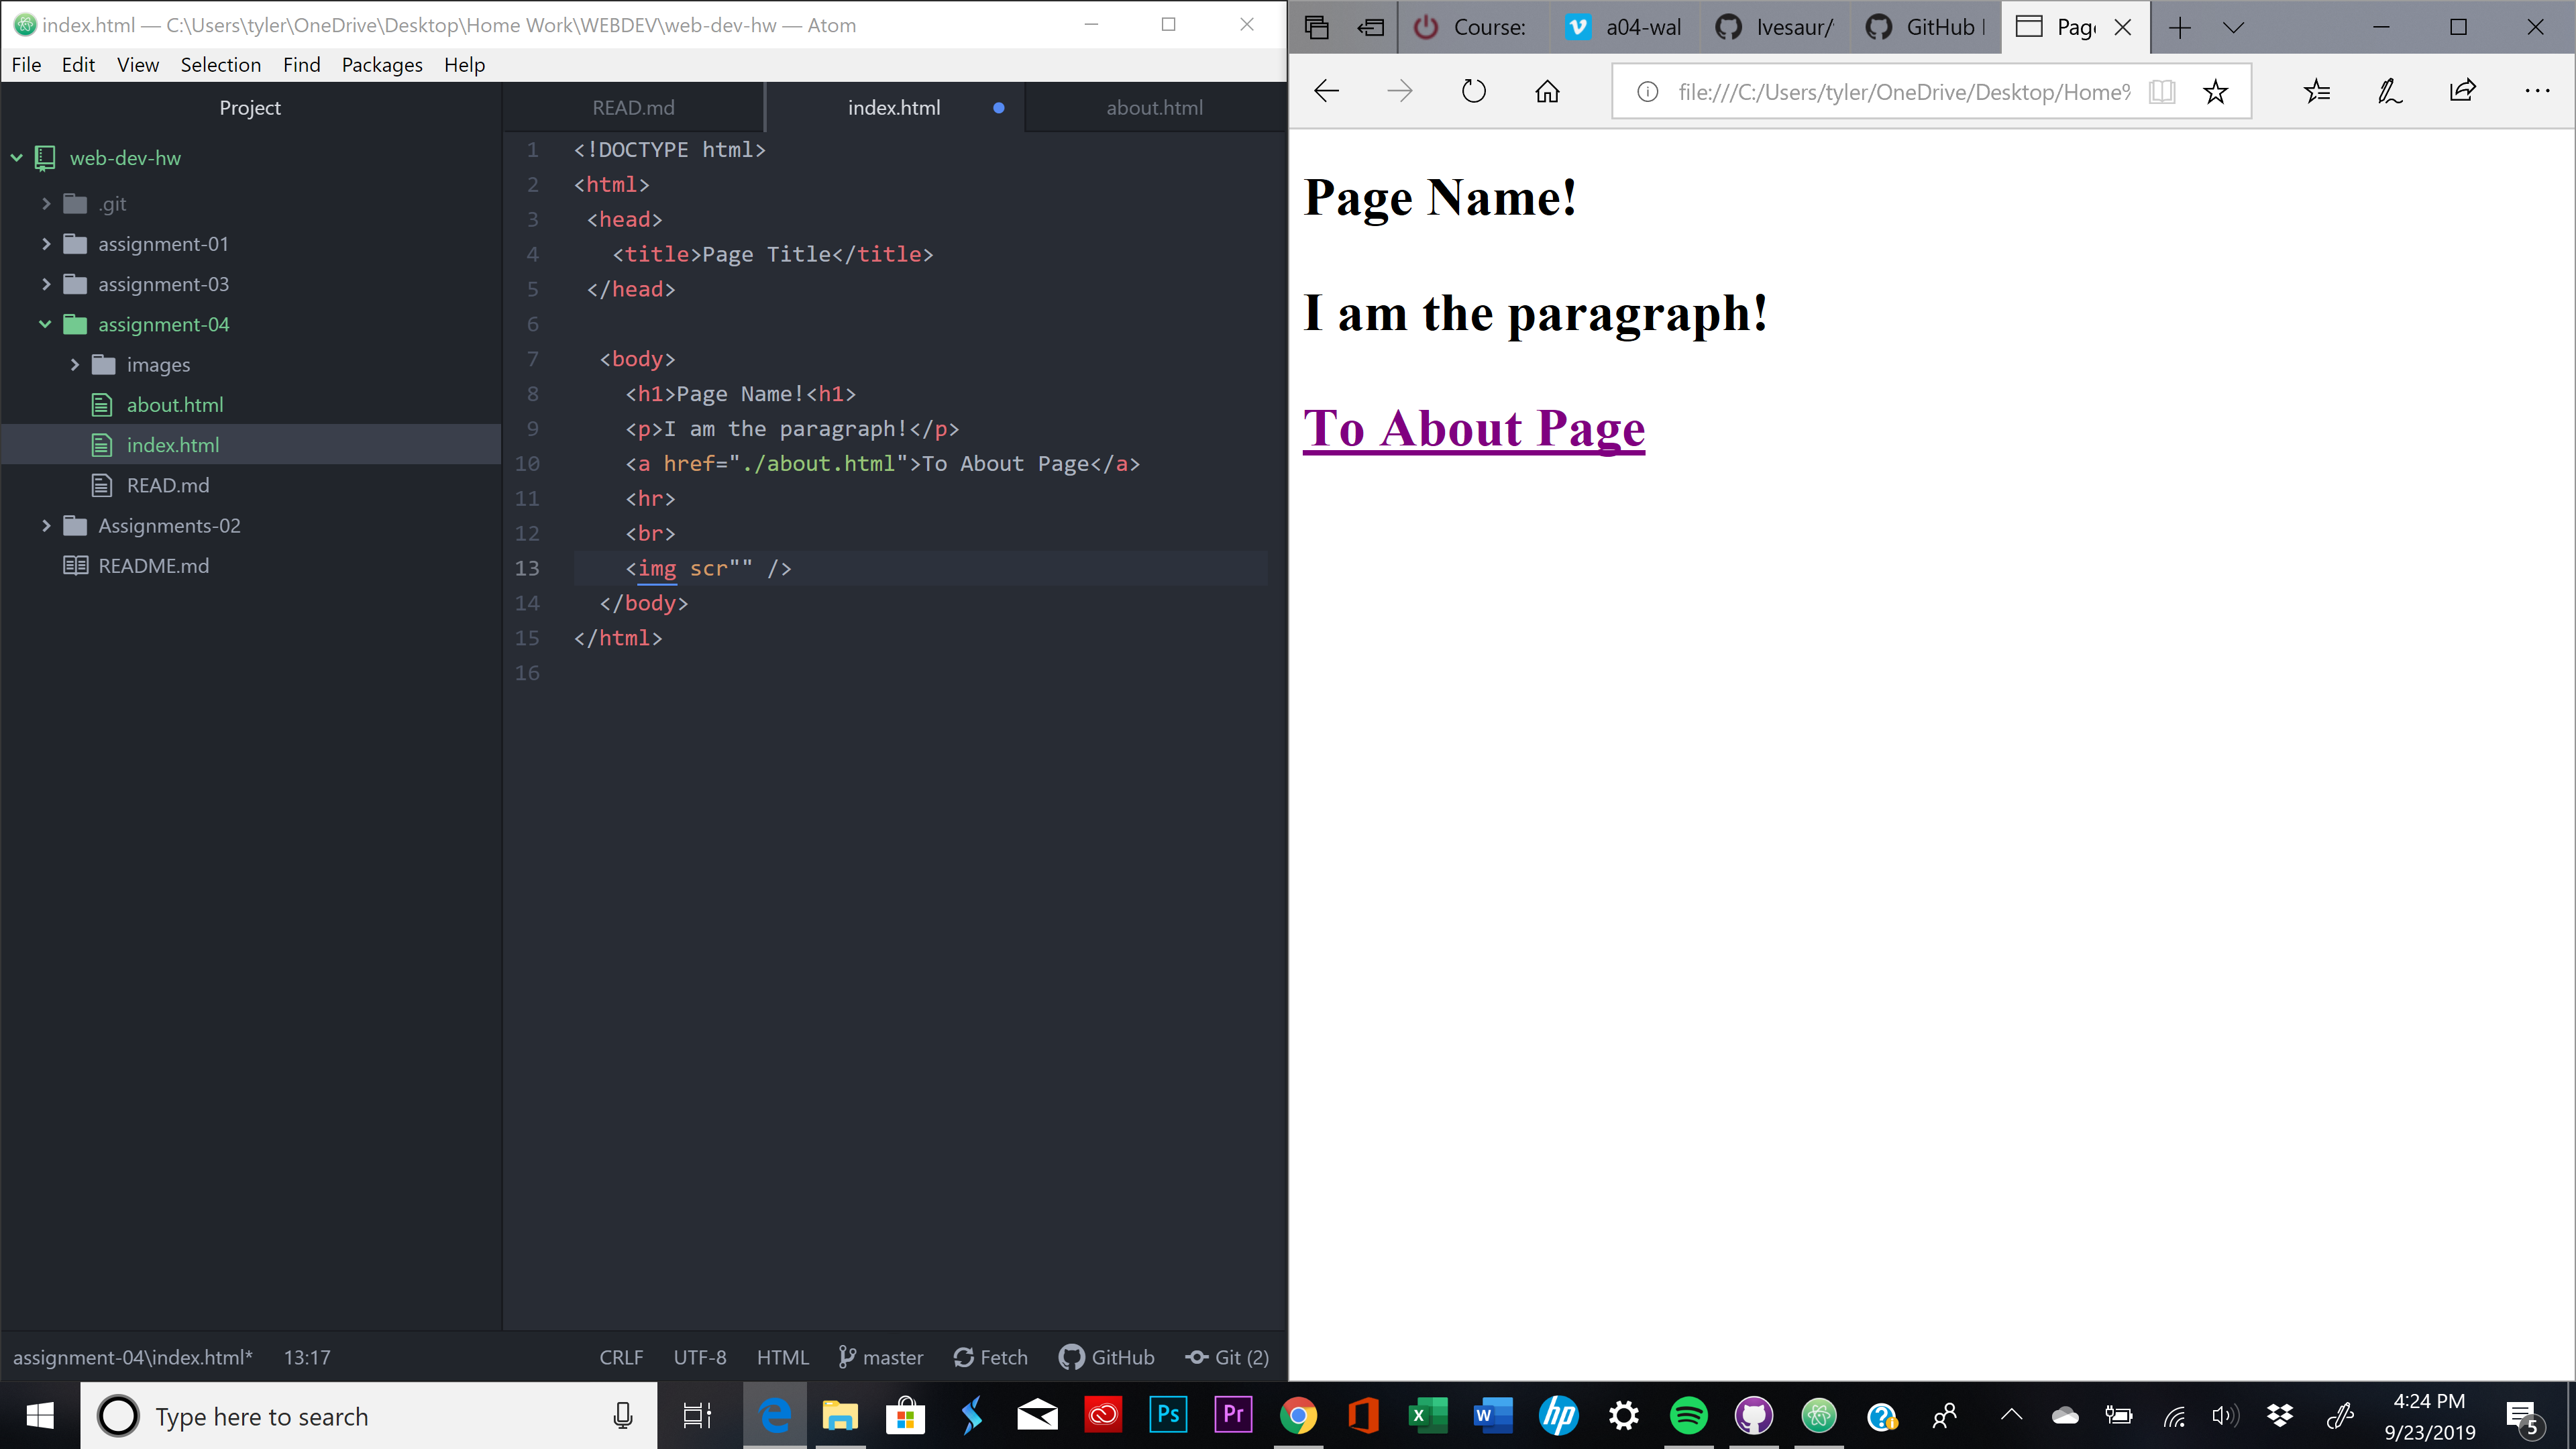 index.html — C:\Users\tyler\OneDrive\Desktop\Home Work\WEBDEV\web-dev-hw — Atom
File Edit View Selection Find Packages Help
Project
web-dev-hw
.git
assignment-01
assignment-03
assignment-04
images
about.html
index.html
READ.md
Assignments-02
README.md
READ.md index.html about.html
1 <!DOCTYPE html>
2 <html>
3 <head>
4 <title>Page Title</title>
5 </head>
6
7 <body>
8 <h1>Page Name!<h1>
9 <p>I am the paragraph!</p>
10 <a href="./about.html">To About Page</a>
11 <hr>
12 <br>
13 <img scr"" />
14 </body>
15 </html>
16
assignment-04\index.html* 13:17 CRLF UTF-8 HTML master Fetch GitHub Git (2)
Course: a04-wal lvesaur/ GitHub Page
file:///C:/Users/tyler/OneDrive/Desktop/Home%
Page Name!
I am the paragraph!
To About Page
Type here to search
Ps
Pr
hp
4:24 PM
9/23/2019
5